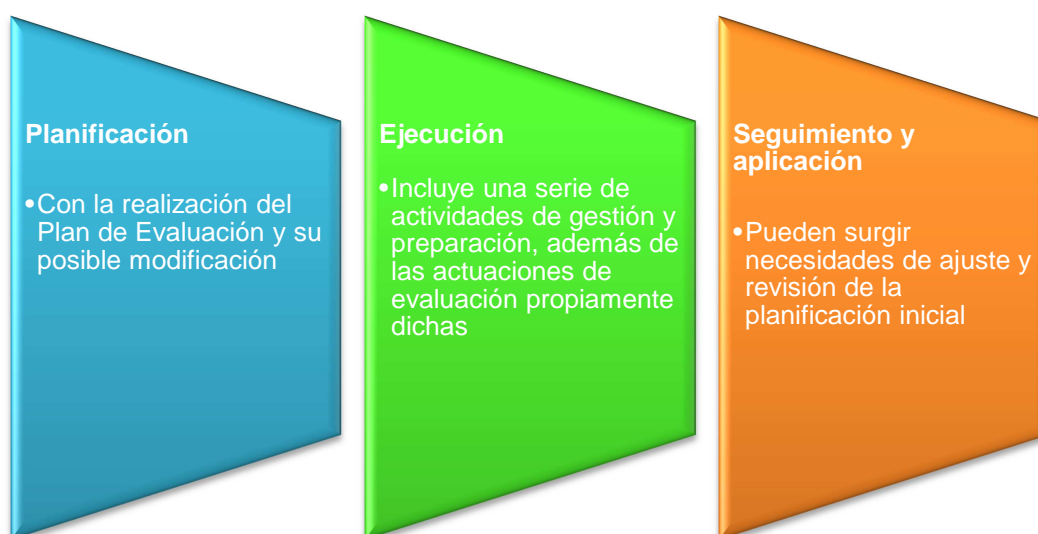 Planificación
•Con la realización del
Plan de Evaluación y su
posible modificación
Ejecución
•Incluye una serie de
actividades de gestión y
preparación, además de
las actuaciones de
evaluación propiamente
dichas
Seguimiento y
aplicación
•Pueden surgir
necesidades de ajuste y
revisión de la
planificación inicial